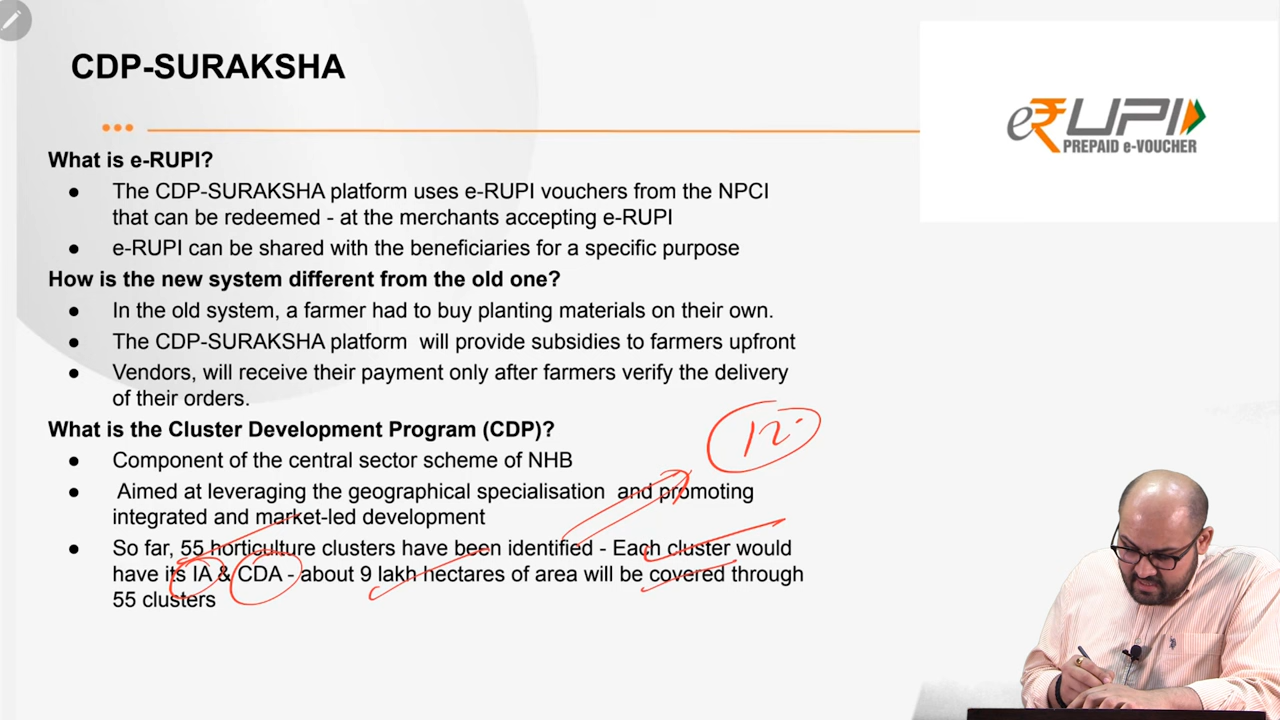 CDP-SURAKSHA
e₹UPI
PREPAID e-VOUCHER
What is e-RUPI?
● The CDP-SURAKSHA platform uses e-RUPI vouchers from the NPCI
that can be redeemed - at the merchants accepting e-RUPI
● e-RUPI can be shared with the beneficiaries for a specific purpose
How is the new system different from the old one?
● In the old system, a farmer had to buy planting materials on their own.
● The CDP-SURAKSHA platform will provide subsidies to farmers upfront
● Vendors, will receive their payment only after farmers verify the delivery
of their orders.
What is the Cluster Development Program (CDP)?
● Component of the central sector scheme of NHB
● Aimed at leveraging the geographical specialisation and promoting
integrated and market-led development
● So far, 55 horticulture clusters have been identified - Each cluster would
have its IA & CDA - about 9 lakh hectares of area will be covered through
55 clusters
12